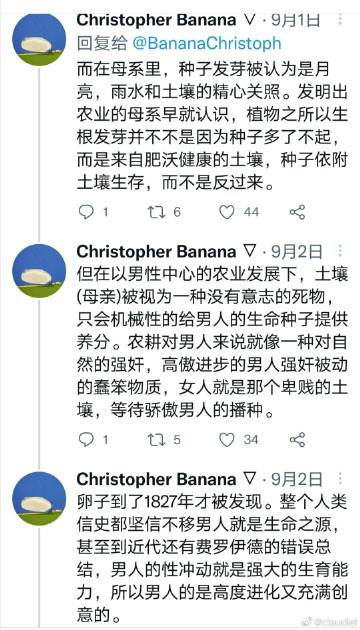 Christopher Banana ▽ · 9月1日
回复给 @BananaChristoph
而在母系里，种子发芽被认为是月
亮，雨水和土壤的精心关照。发明出
农业的母系早就认识，植物之所以生
根发芽并不不是因为种子多了不起，
而是来自肥沃健康的土壤，种子依附
土壤生存，而不是反过来。
1 6 44
Christopher Banana ▽ · 9月2日
但在以男性中心的农业发展下，土壤
(母亲)被视为一种没有意志的死物，
只会机械性的给男人的生命种子提供
养分。农耕对男人来说就像一种对自
然的强奸，高傲进步的男人强奸被动
的蠢笨物质，女人就是那个卑贱的土
壤，等待骄傲男人的播种。
1 5 34
Christopher Banana ▽ · 9月2日
卵子到了1827年才被发现。整个人类
信史都坚信不移男人就是生命之源，
甚至到近代还有费罗伊德的错误总
结，男人的性冲动就是强大的生育能
力，所以男人的是高度进化又充满创
意的。